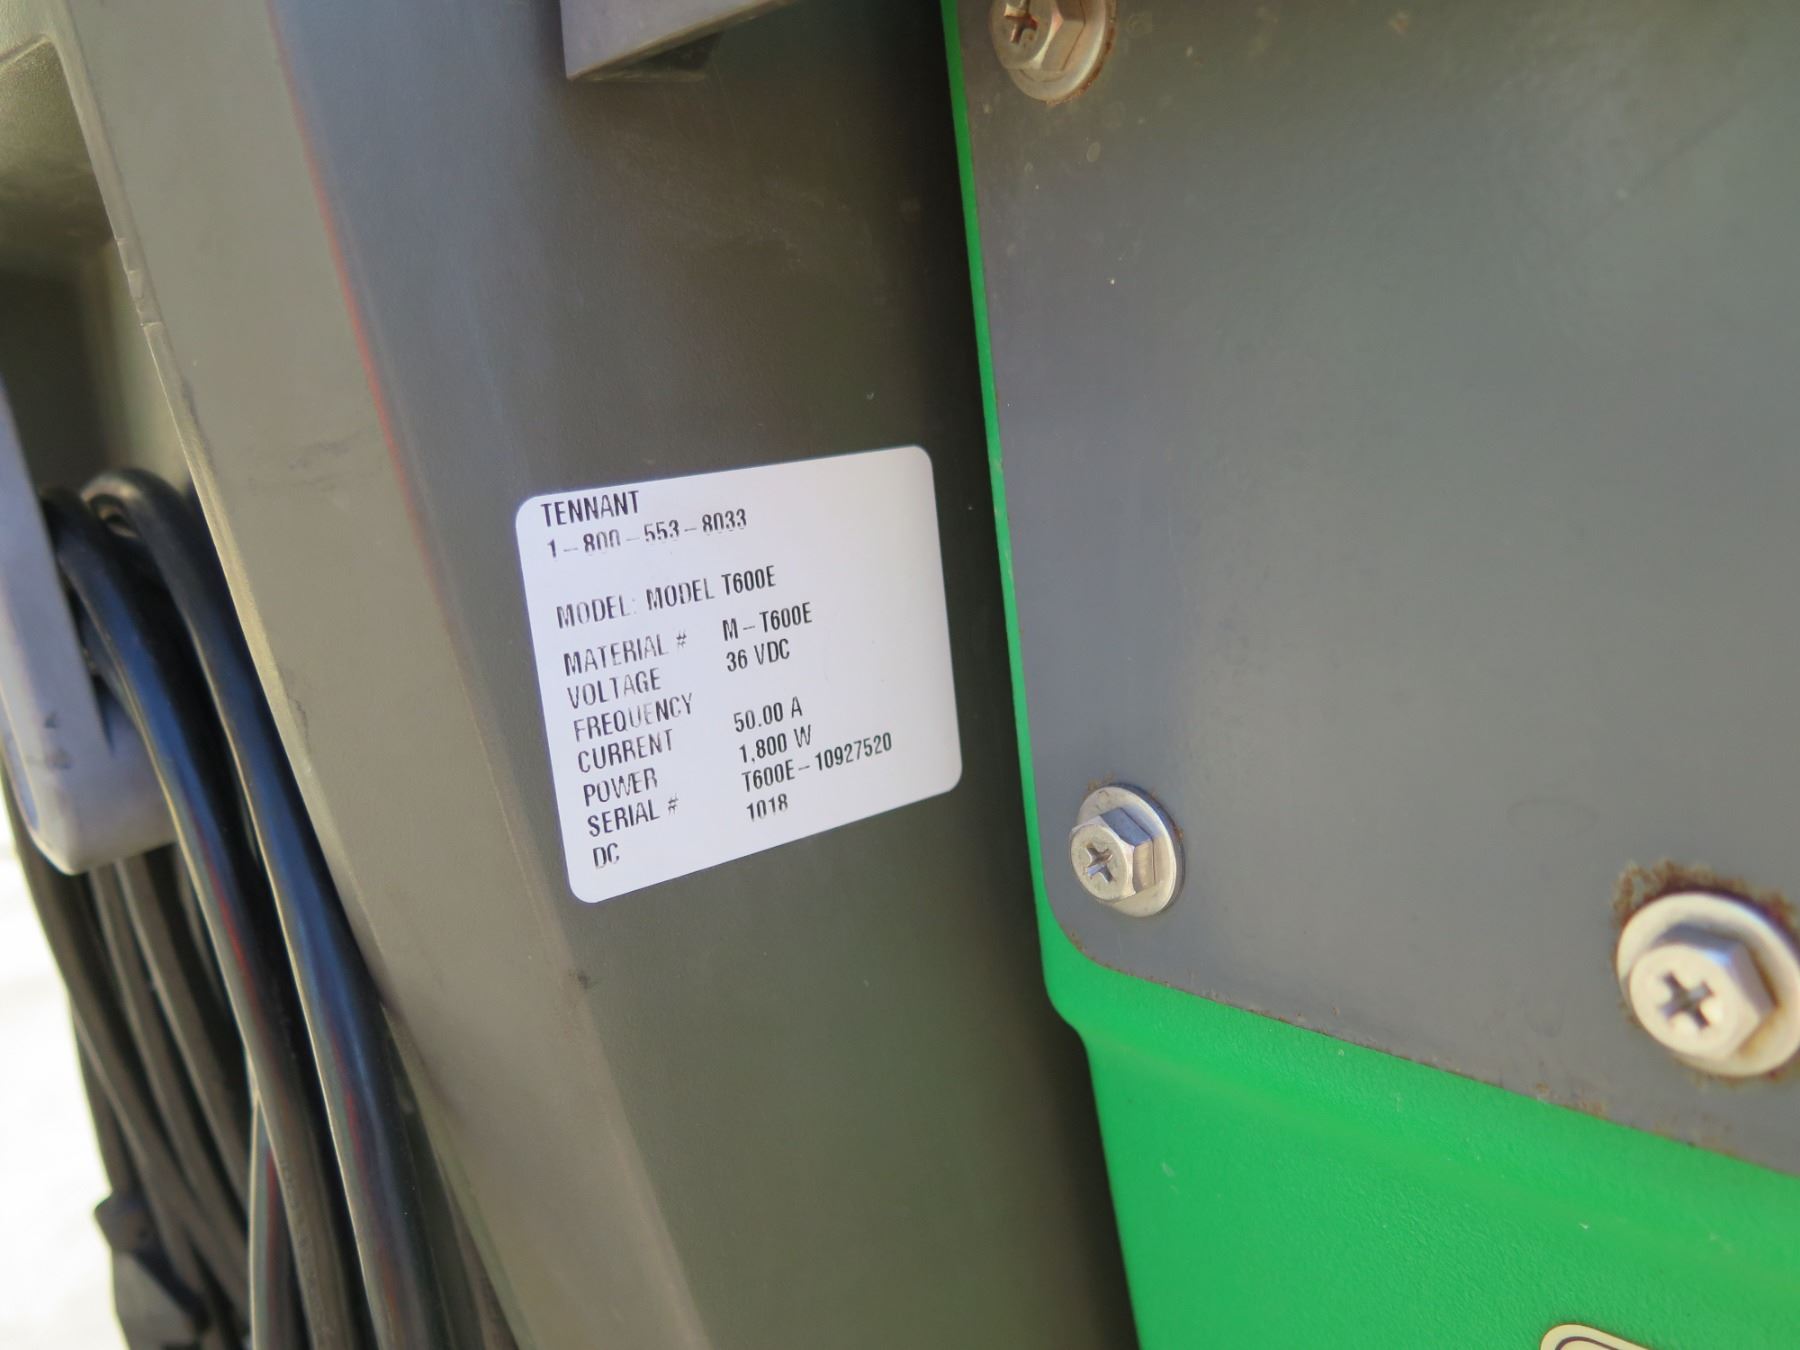 TENNANT
1-800-553-8033
MODEL: MODEL T600E
MATERIAL # M-T600E
VOLTAGE 36 VDC
FREQUENCY
CURRENT 50.00 A
POWER 1,800 W
SERIAL # T600E-10927520
DC 1018